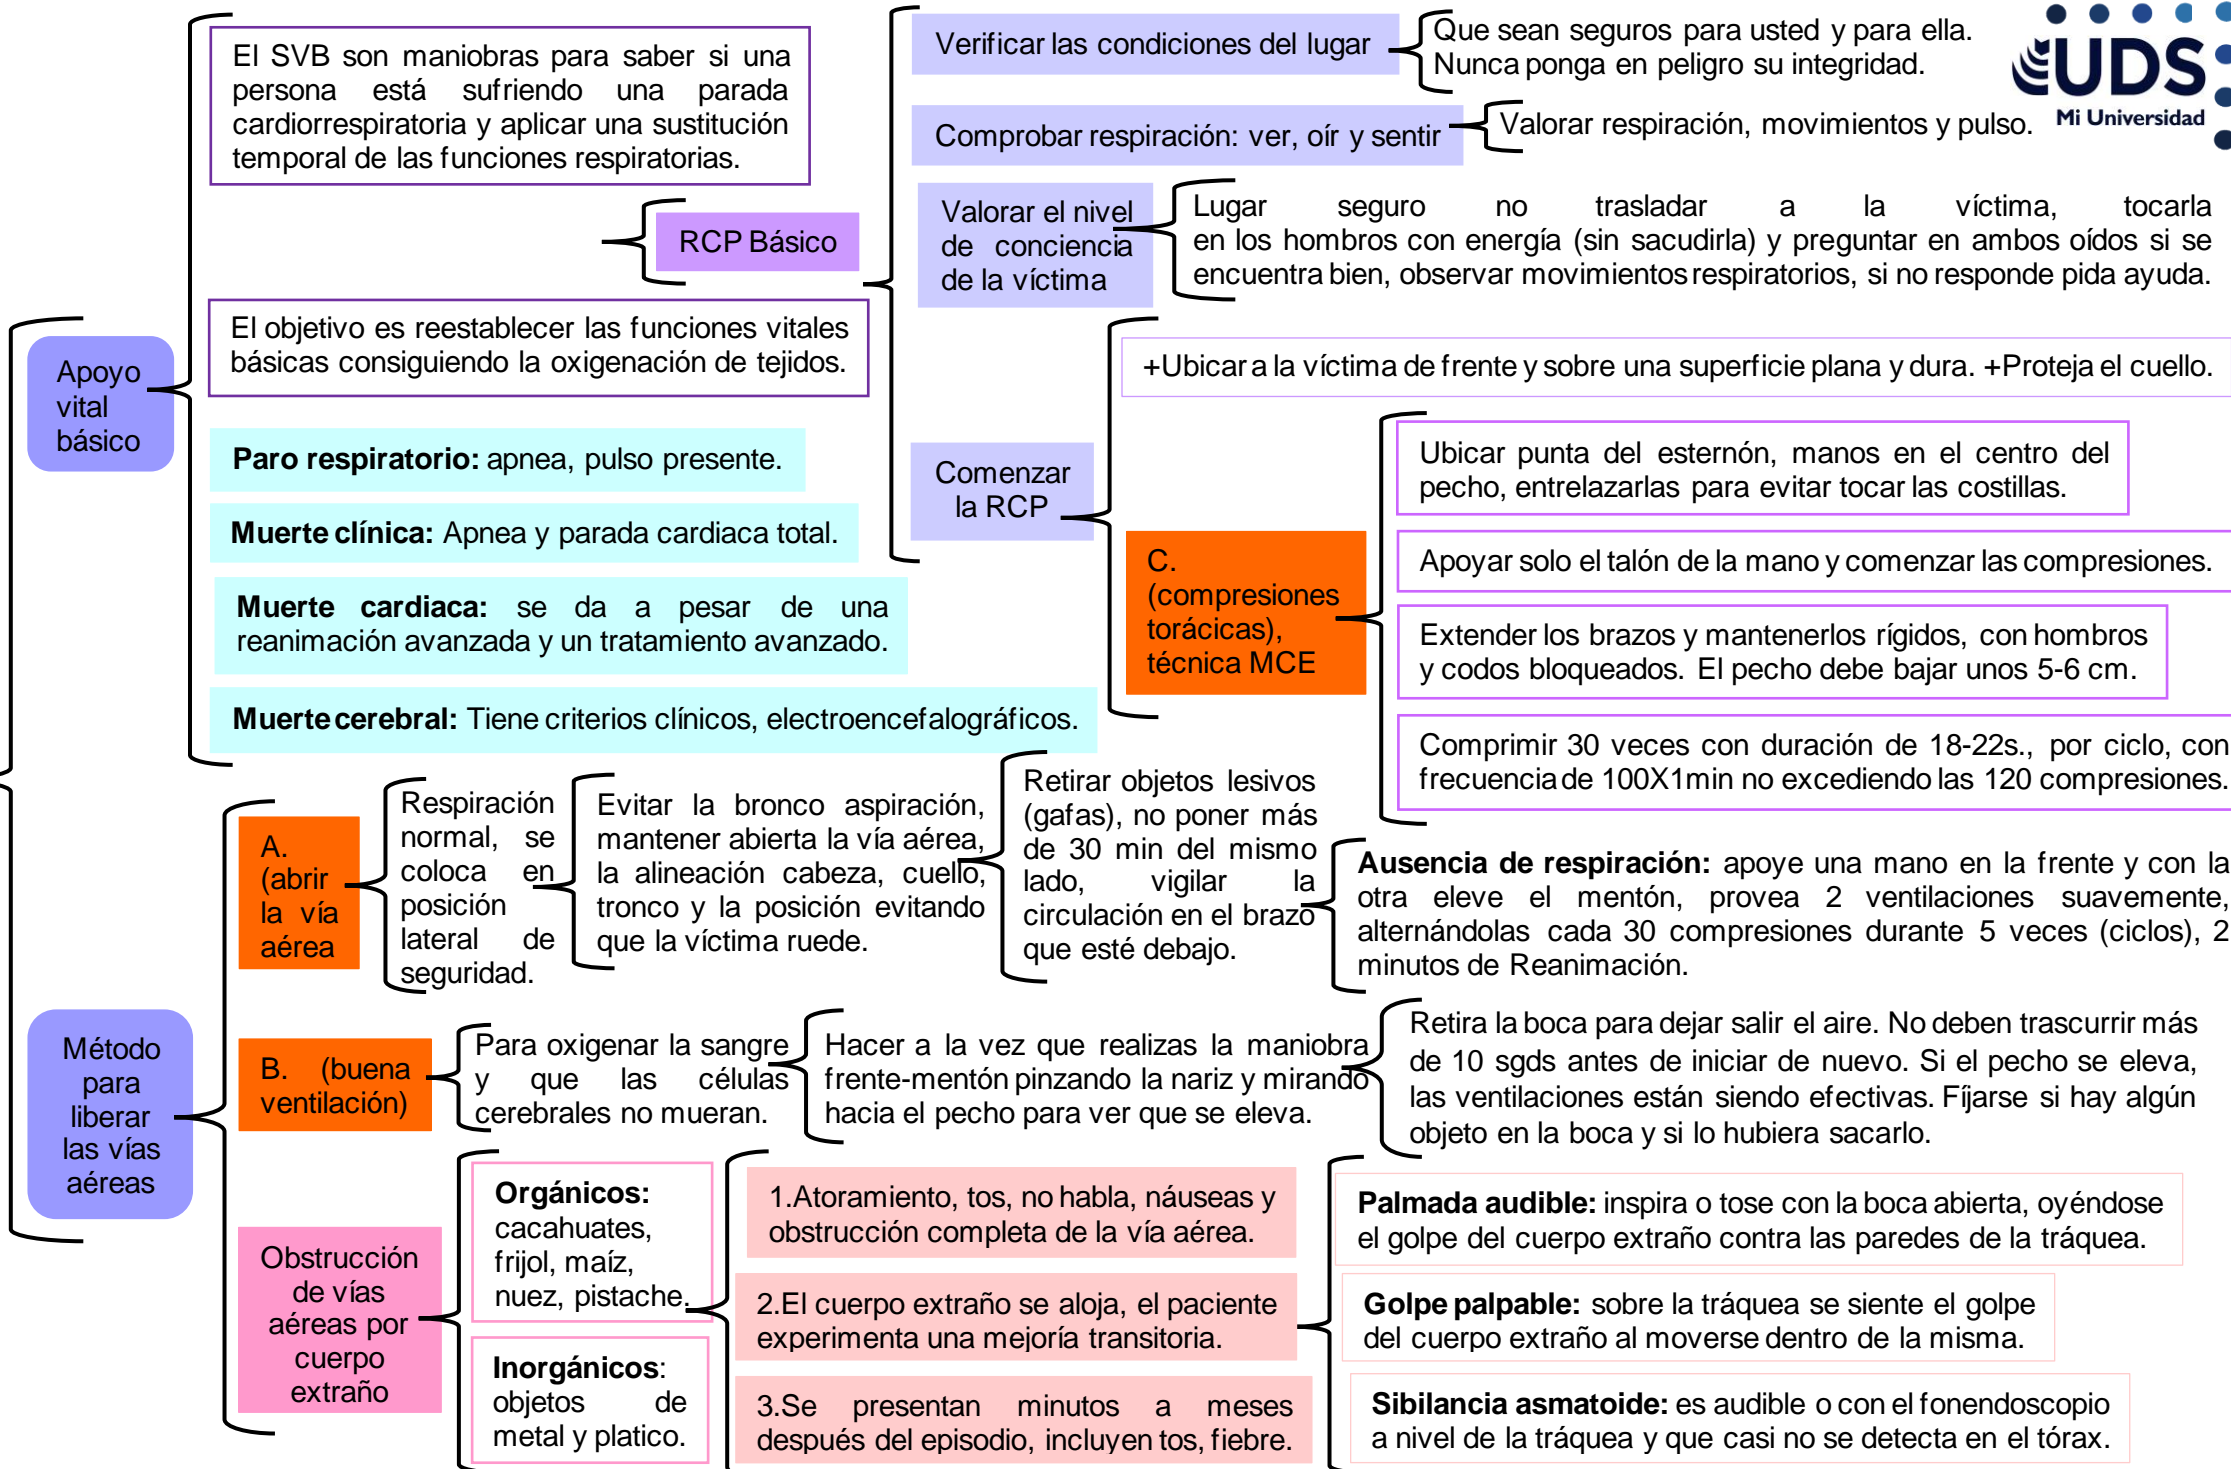 UDS
Mi Universidad
Apoyo
vital
básico
El SVB son maniobras para saber si una
persona está sufriendo una parada
cardiorrespiratoria y aplicar una sustitución
temporal de las funciones respiratorias.
RCP Básico
El objetivo es reestablecer las funciones vitales
básicas consiguiendo la oxigenación de tejidos.
Paro respiratorio: apnea, pulso presente.
Muerte clínica: Apnea y parada cardiaca total.
Muerte cardiaca: se da a pesar de una
reanimación avanzada y un tratamiento avanzado.
Muerte cerebral: Tiene criterios clínicos, electroencefalográficos.
Verificar las condiciones del lugar
Que sean seguros para usted y para ella.
Nunca ponga en peligro su integridad.
Comprobar respiración: ver, oír y sentir
Valorar respiración, movimientos y pulso.
Valorar el nivel
de conciencia
de la víctima
Lugar seguro no trasladar a la víctima, tocarla
en los hombros con energía (sin sacudirla) y preguntar en ambos oídos si se
encuentra bien, observar movimientos respiratorios, si no responde pida ayuda.
Comenzar
la RCP
+Ubicar a la víctima de frente y sobre una superficie plana y dura. +Proteja el cuello.
C.
(compresiones
torácicas),
técnica MCE
Ubicar punta del esternón, manos en el centro del
pecho, entrelazarlas para evitar tocar las costillas.
Apoyar solo el talón de la mano y comenzar las compresiones.
Extender los brazos y mantenerlos rígidos, con hombros
y codos bloqueados. El pecho debe bajar unos 5-6 cm.
Comprimir 30 veces con duración de 18-22s., por ciclo, con
frecuencia de 100X1min no excediendo las 120 compresiones.
Método
para
liberar
las vías
aéreas
A.
(abrir
la vía
aérea
Respiración
normal, se
coloca en
posición
lateral de
seguridad.
Evitar la bronco aspiración,
mantener abierta la vía aérea,
la alineación cabeza, cuello,
tronco y la posición evitando
que la víctima ruede.
Retirar objetos lesivos
(gafas), no poner más
de 30 min del mismo
lado, vigilar la
circulación en el brazo
que esté debajo.
Ausencia de respiración: apoye una mano en la frente y con la
otra eleve el mentón, provea 2 ventilaciones suavemente,
alternándolas cada 30 compresiones durante 5 veces (ciclos), 2
minutos de Reanimación.
B. (buena
ventilación)
Para oxigenar la sangre
y que las células
cerebrales no mueran.
Hacer a la vez que realizas la maniobra
frente-mentón pinzando la nariz y mirando
hacia el pecho para ver que se eleva.
Retira la boca para dejar salir el aire. No deben trascurrir más
de 10 sgds antes de iniciar de nuevo. Si el pecho se eleva,
las ventilaciones están siendo efectivas. Fíjarse si hay algún
objeto en la boca y si lo hubiera sacarlo.
Obstrucción
de vías
aéreas por
cuerpo
extraño
Orgánicos:
cacahuates,
frijol, maíz,
nuez, pistache.
Inorgánicos:
objetos de
metal y platico.
1.Atoramiento, tos, no habla, náuseas y
obstrucción completa de la vía aérea.
2.El cuerpo extraño se aloja, el paciente
experimenta una mejoría transitoria.
3.Se presentan minutos a meses
después del episodio, incluyen tos, fiebre.
Palmada audible: inspira o tose con la boca abierta, oyéndose
el golpe del cuerpo extraño contra las paredes de la tráquea.
Golpe palpable: sobre la tráquea se siente el golpe
del cuerpo extraño al moverse dentro de la misma.
Sibilancia asmatoide: es audible o con el fonendoscopio
a nivel de la tráquea y que casi no se detecta en el tórax.